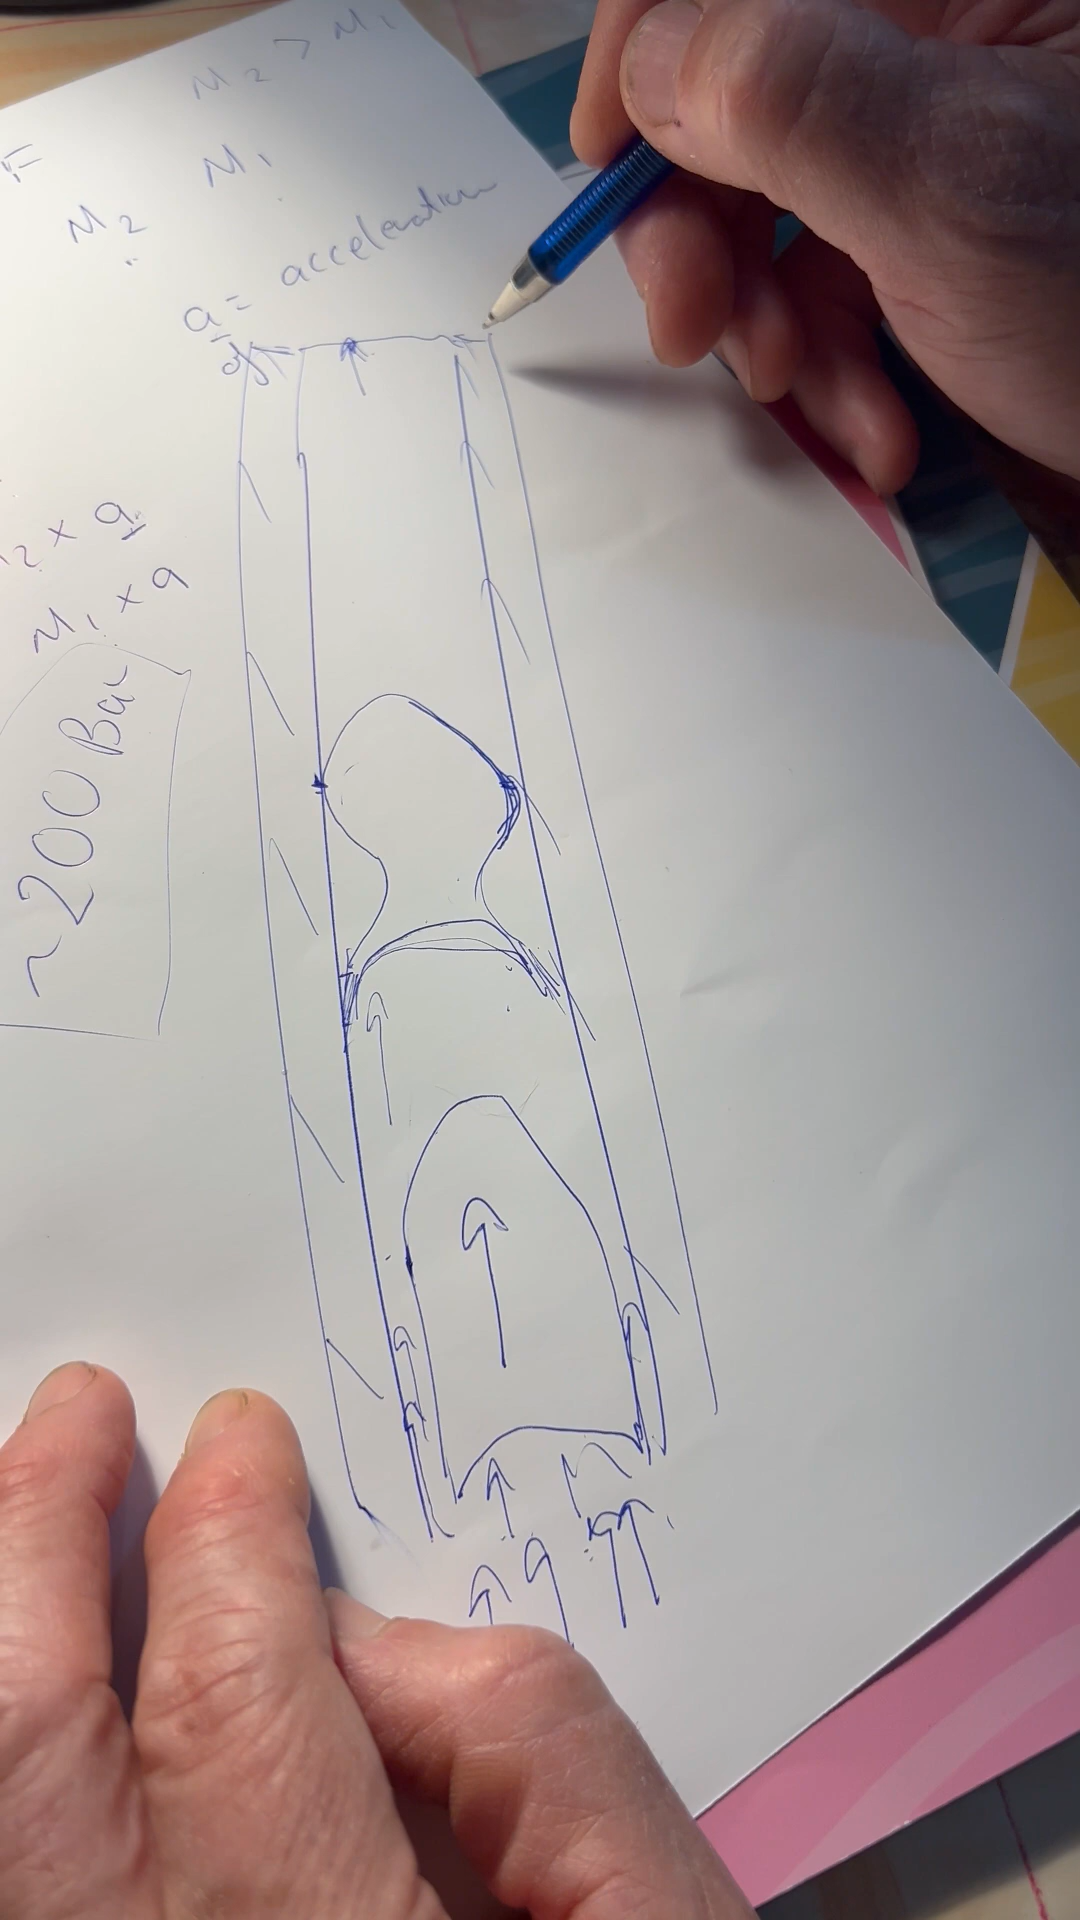 M2 > M1
F
M1
M2
a = acceleration
2 x a
M1 x a
~200 Bar